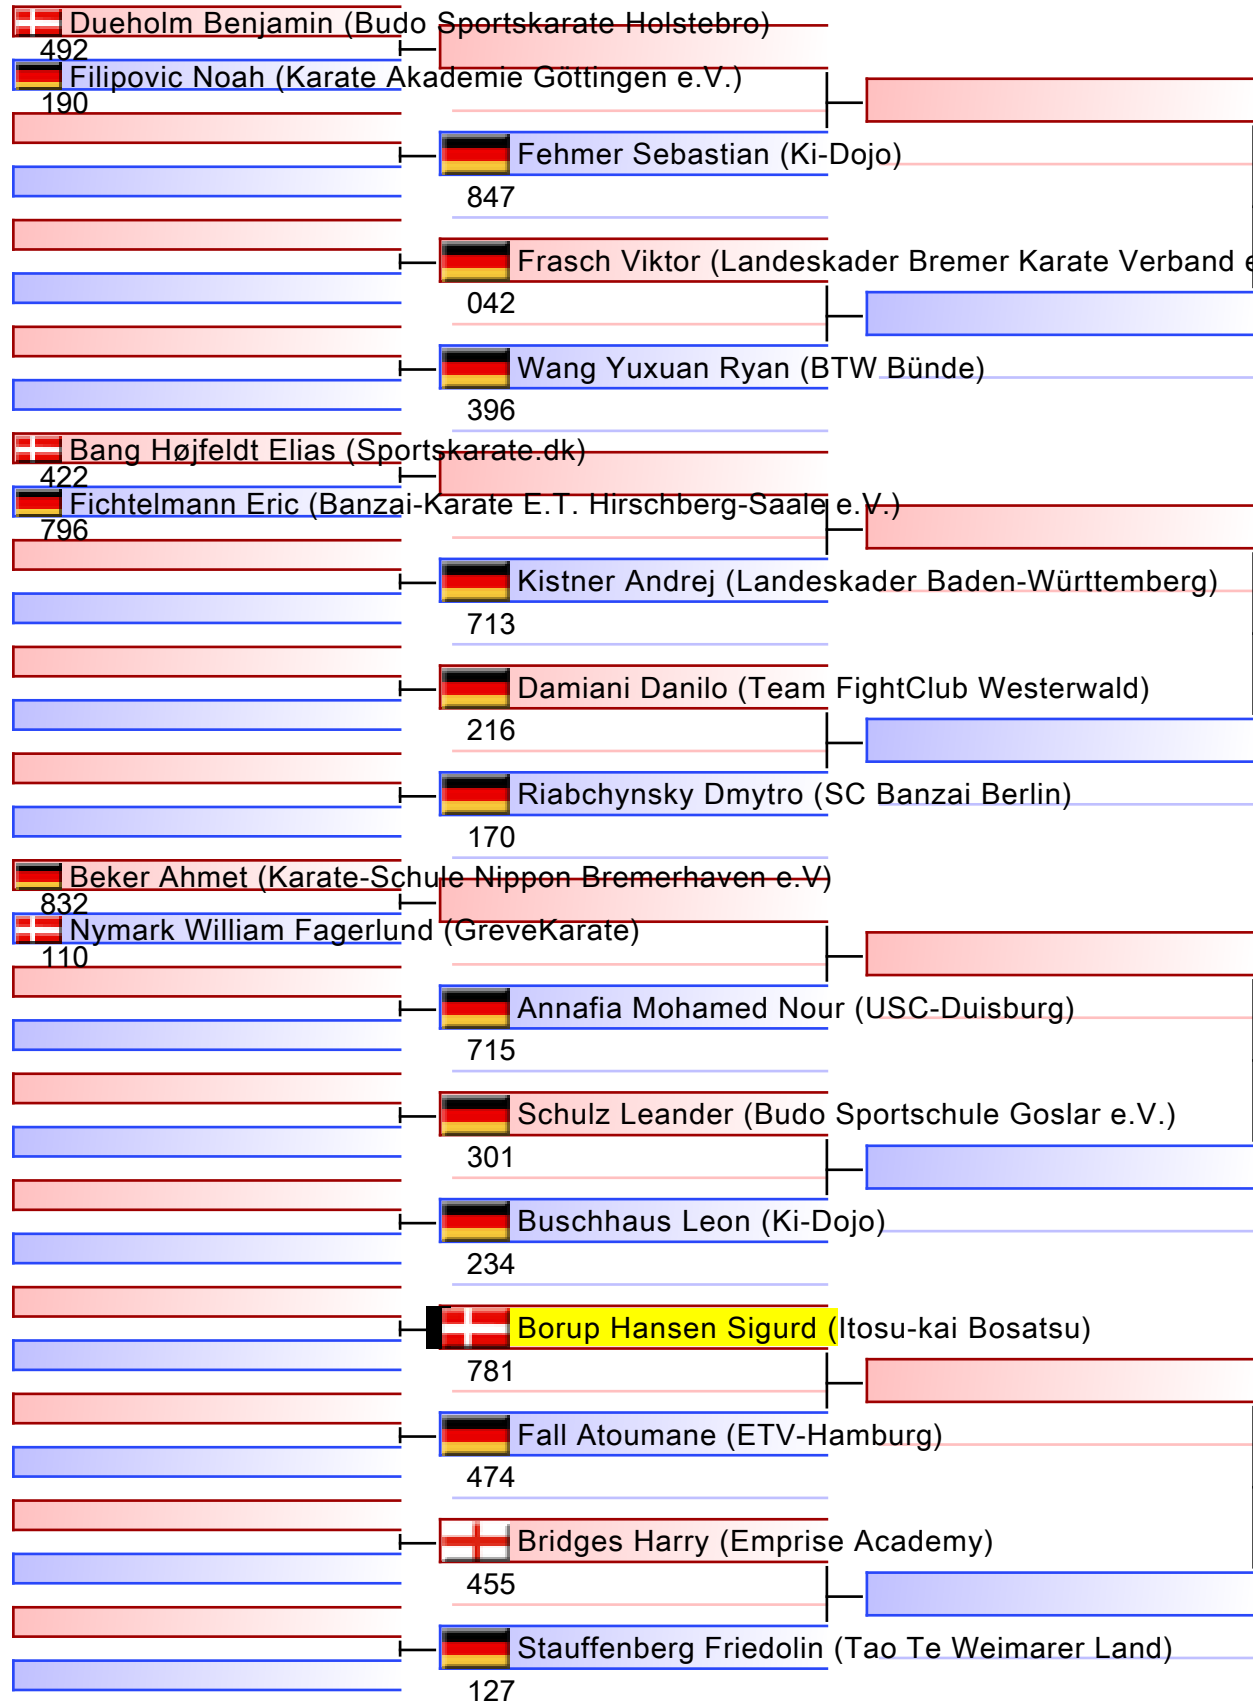 Dueholm Benjamin (Budo Sportskarate Holstebro)
492
Filipovic Noah (Karate Akademie Göttingen e.V.)
190
Fehmer Sebastian (Ki-Dojo)
847
Frasch Viktor (Landeskader Bremer Karate Verband e
042
Wang Yuxuan Ryan (BTW Bünde)
396
Bang Højfeldt Elias (Sportskarate.dk)
422
Fichtelmann Eric (Banzai-Karate E.T. Hirschberg-Saale e.V.)
796
Kistner Andrej (Landeskader Baden-Württemberg)
713
Damiani Danilo (Team FightClub Westerwald)
216
Riabchynsky Dmytro (SC Banzai Berlin)
170
Beker Ahmet (Karate-Schule Nippon Bremerhaven e.V)
832
Nymark William Fagerlund (GreveKarate)
110
Annafia Mohamed Nour (USC-Duisburg)
715
Schulz Leander (Budo Sportschule Goslar e.V.)
301
Buschhaus Leon (Ki-Dojo)
234
Borup Hansen Sigurd (Itosu-kai Bosatsu)
781
Fall Atoumane (ETV-Hamburg)
474
Bridges Harry (Emprise Academy)
455
Stauffenberg Friedolin (Tao Te Weimarer Land)
127